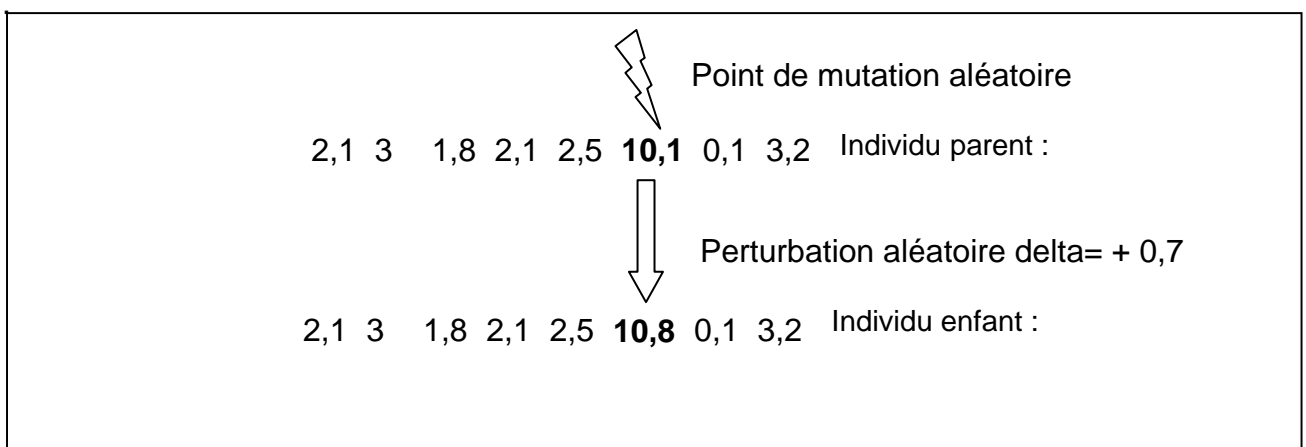 Point de mutation aléatoire
2,1 3 1,8 2,1 2,5 10,1 0,1 3,2 Individu parent :
Perturbation aléatoire delta= + 0,7
2,1 3 1,8 2,1 2,5 10,8 0,1 3,2 Individu enfant :